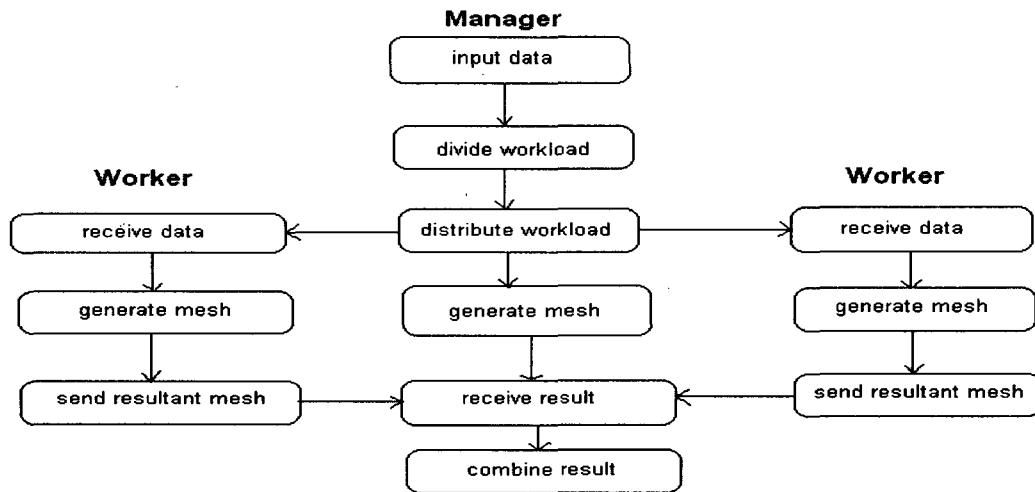 Manager
input data
divide workload
Worker
Worker
receive data
distribute workload
receive data
generate mesh
generate mesh
generate mesh
send resultant mesh
receive result
send resultant mesh
combine result